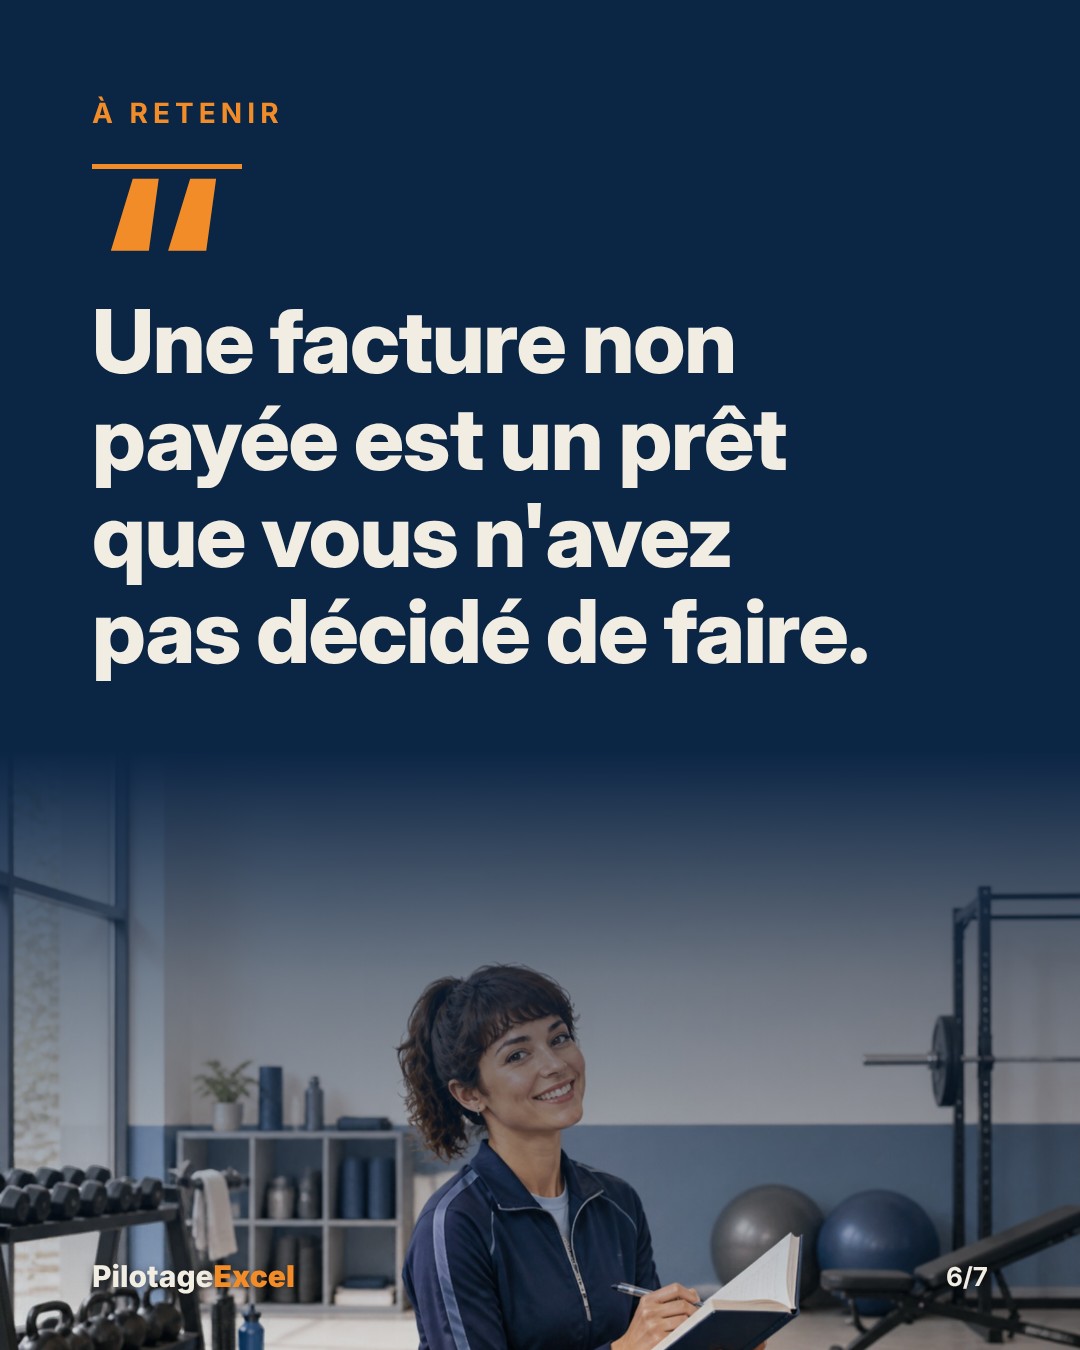 À RETENIR
"
Une facture non
payée est un prêt
que vous n'avez
pas décidé de faire.
PilotageExcel
6/7